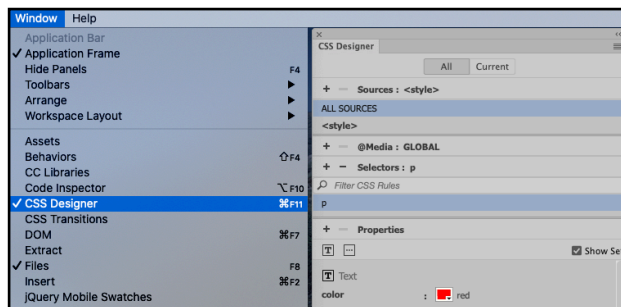 Window Help
Application Bar
✓ Application Frame
Hide Panels F4
Toolbars ▶
Arrange ▶
Workspace Layout ▶
Assets
Behaviors ⇧F4
CC Libraries
Code Inspector ⌥F10
✓ CSS Designer ⌘F11
CSS Transitions
DOM ⌘F7
Extract
✓ Files F8
Insert ⌘F2
jQuery Mobile Swatches
CSS Designer
All Current
+ − Sources : <style>
ALL SOURCES
<style>
+ − @Media : GLOBAL
+ − Selectors : p
Filter CSS Rules
p
+ − Properties
T ... Show Se
T Text
color : red